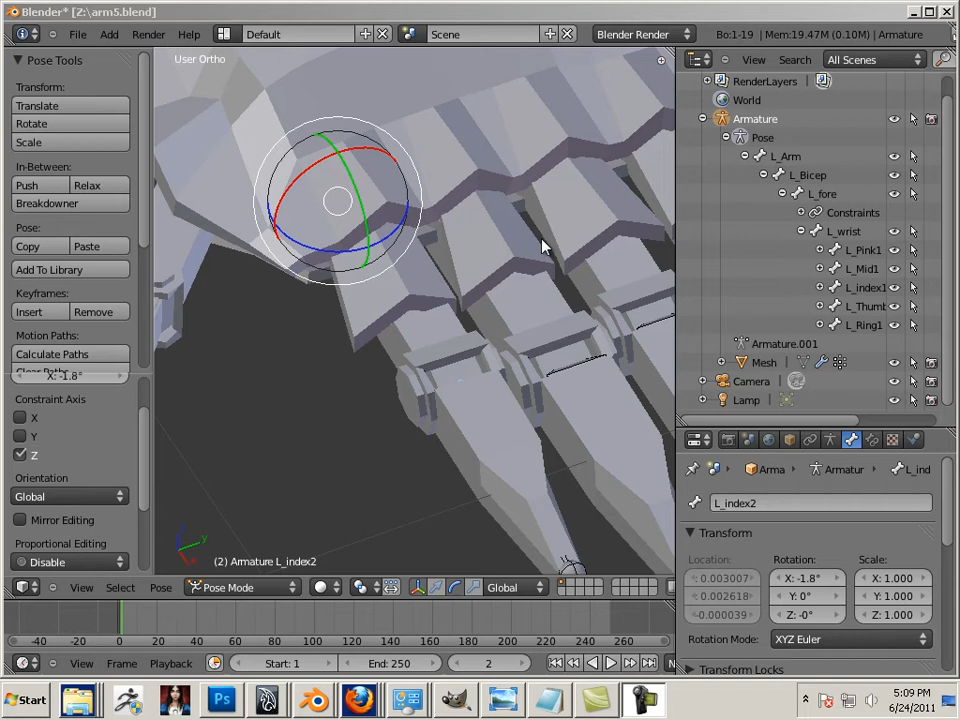 Blender* [Z:\arm5.blend]
File Add Render Help Default Scene Blender Render Bo:1-19 | Mem:19.47M (0.10M) | Armature
Pose Tools
Transform:
Translate
Rotate
Scale
In-Between:
Push Relax
Breakdowner
Pose:
Copy Paste
Add To Library
Keyframes:
Insert Remove
Motion Paths:
Calculate Paths
X: -1.8°
Constraint Axis
X
Y
Z
Orientation
Global
Mirror Editing
Proportional Editing
Disable
User Ortho
z
y
x
(2) Armature L_index2
View Select Pose Pose Mode Global
-40 -20 0 20 40 60 80 100 120 140 160 180 200 220 240 260
View Frame Playback Start: 1 End: 250 2
View Search All Scenes
RenderLayers
World
Armature
Pose
L_Arm
L_Bicep
L_fore
Constraints
L_wrist
L_Pink1
L_Mid1
L_index1
L_Thumb
L_Ring1
Armature.001
Mesh
Camera
Lamp
Arma Armatur L_ind
L_index2
Transform
Location: Rotation: Scale:
0.003007 X: -1.8° X: 1.000
0.002618 Y: 0° Y: 1.000
-0.000039 Z: -0° Z: 1.000
Rotation Mode: XYZ Euler
Transform Locks
Start Ps
5:09 PM
6/24/2011